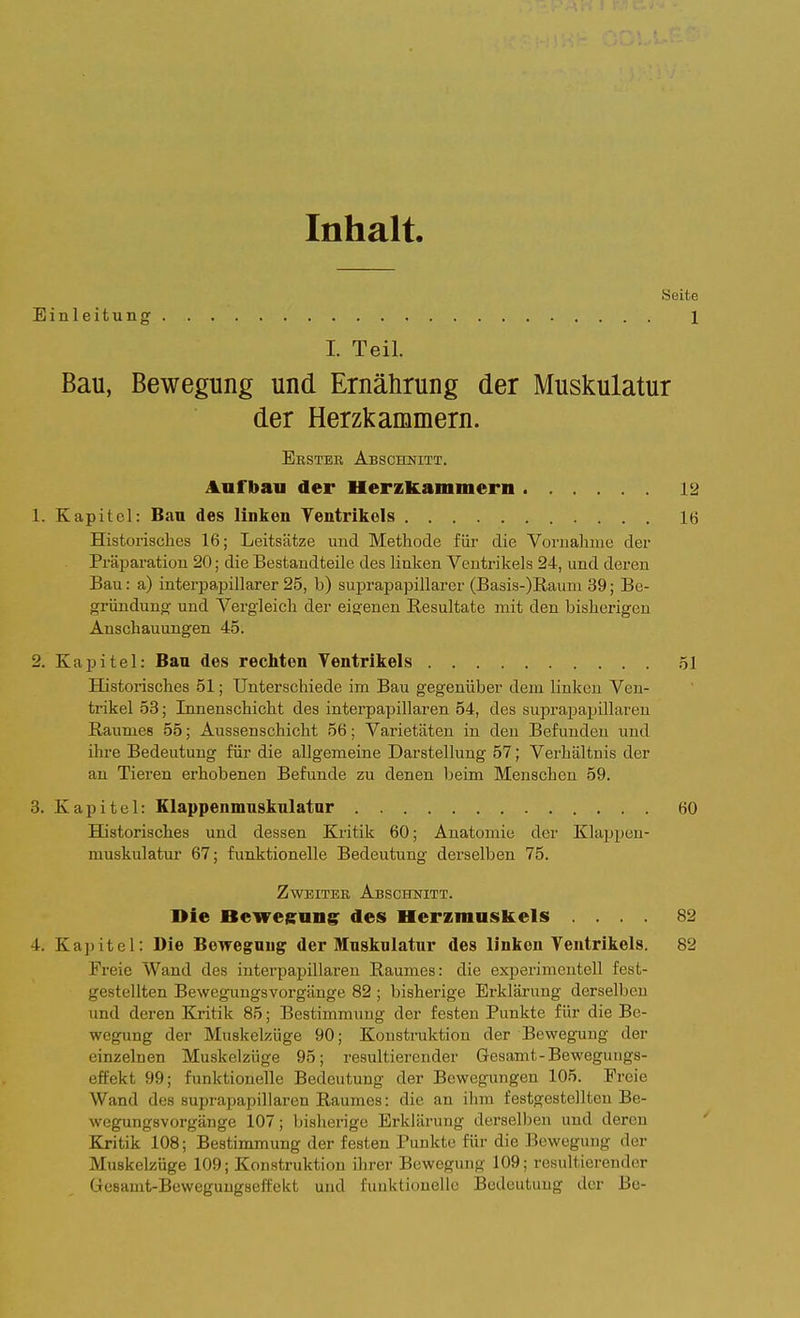 Inhalt.
Seite
Einleitung . . . . . . . . . . . . . . . . . . . . . 1
I. Teil.
Bau, Bewegung und Ernährung der Muskulatur
der Herzkammern.
Erster Abschnitt.
Aufbau der Herzkammern . . . . . . 12
1. Kapitel: Bau des linken Ventrikels . . . . . . . . . . . 16
Historisches 16; Leitsätze und Methode für die Vornahme der
Präparation 20; die Bestandteile des linken Ventrikels 24, und deren
Bau: a) interpapillarer 25, b) suprapapillarer (Basis-)Raum 39; Be-
gründung und Vergleich der eigenen Resultate mit den bisherigen
Anschauungen 45.
2. Kapitel: Bau des rechten Ventrikels . . . . . . . . . . 51
Historisches 51; Unterschiede im Bau gegenüber dem linken Ven-
trikel 53; Innenschicht des interpapillaren 54, des suprapapillaren
Raumes 55; Aussenschicht 56; Varietäten in den Befunden und
ihre Bedeutung für die allgemeine Darstellung 57; Verhältnis der
an Tieren erhobenen Befunde zu denen beim Menschen 59.
3. Kapitel: Klappenmuskulatur . . . . . . . . . . . . . 60
Historisches und dessen Kritik 60; Anatomie der Klappen-
muskulatur 67; funktionelle Bedeutung derselben 75.
Zweiter Abschnitt.
Die Bewegung des Herzmuskels . . . . 82
4. Kapitel: Die Bewegung der Muskulatur des linken Ventrikels. 82
Freie Wand des interpapillaren Raumes: die experimentell fest-
gestellten Bewegungsvorgänge 82; bisherige Erklärung derselben
und deren Kritik 85; Bestimmung der festen Punkte für die Be-
wegung der Muskelzüge 90; Konstruktion der Bewegung der
einzelnen Muskelzüge 95; resultierender Gesamt-Bewegungs-
effekt 99; funktionelle Bedeutung der Bewegungen 105. Freie
Wand des suprapapillaren Raumes: die an ihm festgestellten Be-
wegungsvorgänge 107; bisherige Erklärung derselben und deren
Kritik 108; Bestimmung der festen Punkte für die Bewegung der
Muskelzüge 109; Konstruktion ihrer Bewegung 109; resultierender
Gesamt-Bewegungseffekt und funktionelle Bedeutung der Be-